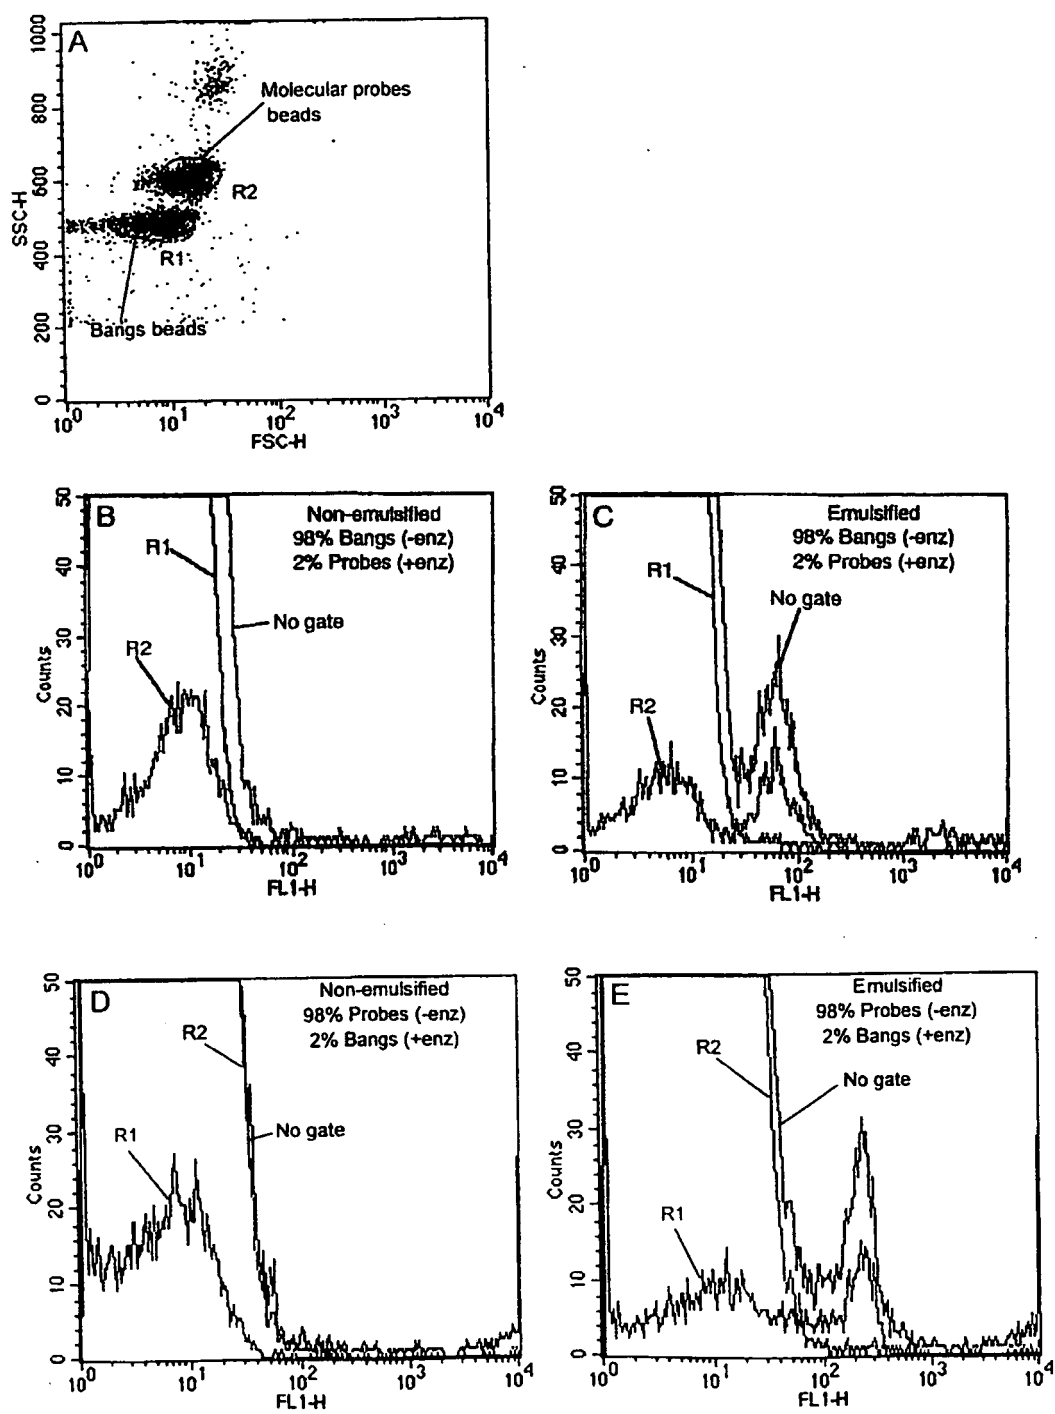 A
1000
800
600
400
200
0
SSC-H
Molecular probes
beads
R2
R1
Bangs beads
10^0 10^1 10^2 10^3 10^4
FSC-H
B
Non-emulsified
98% Bangs (-enz)
2% Probes (+enz)
R1
No gate
R2
50
40
30
20
10
0
Counts
10^0 10^1 10^2 10^3 10^4
FL1-H
C
Emulsified
98% Bangs (-enz)
2% Probes (+enz)
R1
No gate
R2
50
40
30
20
10
0
Counts
10^0 10^1 10^2 10^3 10^4
FL1-H
D
Non-emulsified
98% Probes (-enz)
2% Bangs (+enz)
R2
No gate
R1
50
40
30
20
10
0
Counts
10^0 10^1 10^2 10^3 10^4
FL1-H
E
Emulsified
98% Probes (-enz)
2% Bangs (+enz)
R2
No gate
R1
50
40
30
20
10
0
Counts
10^0 10^1 10^2 10^3 10^4
FL1-H